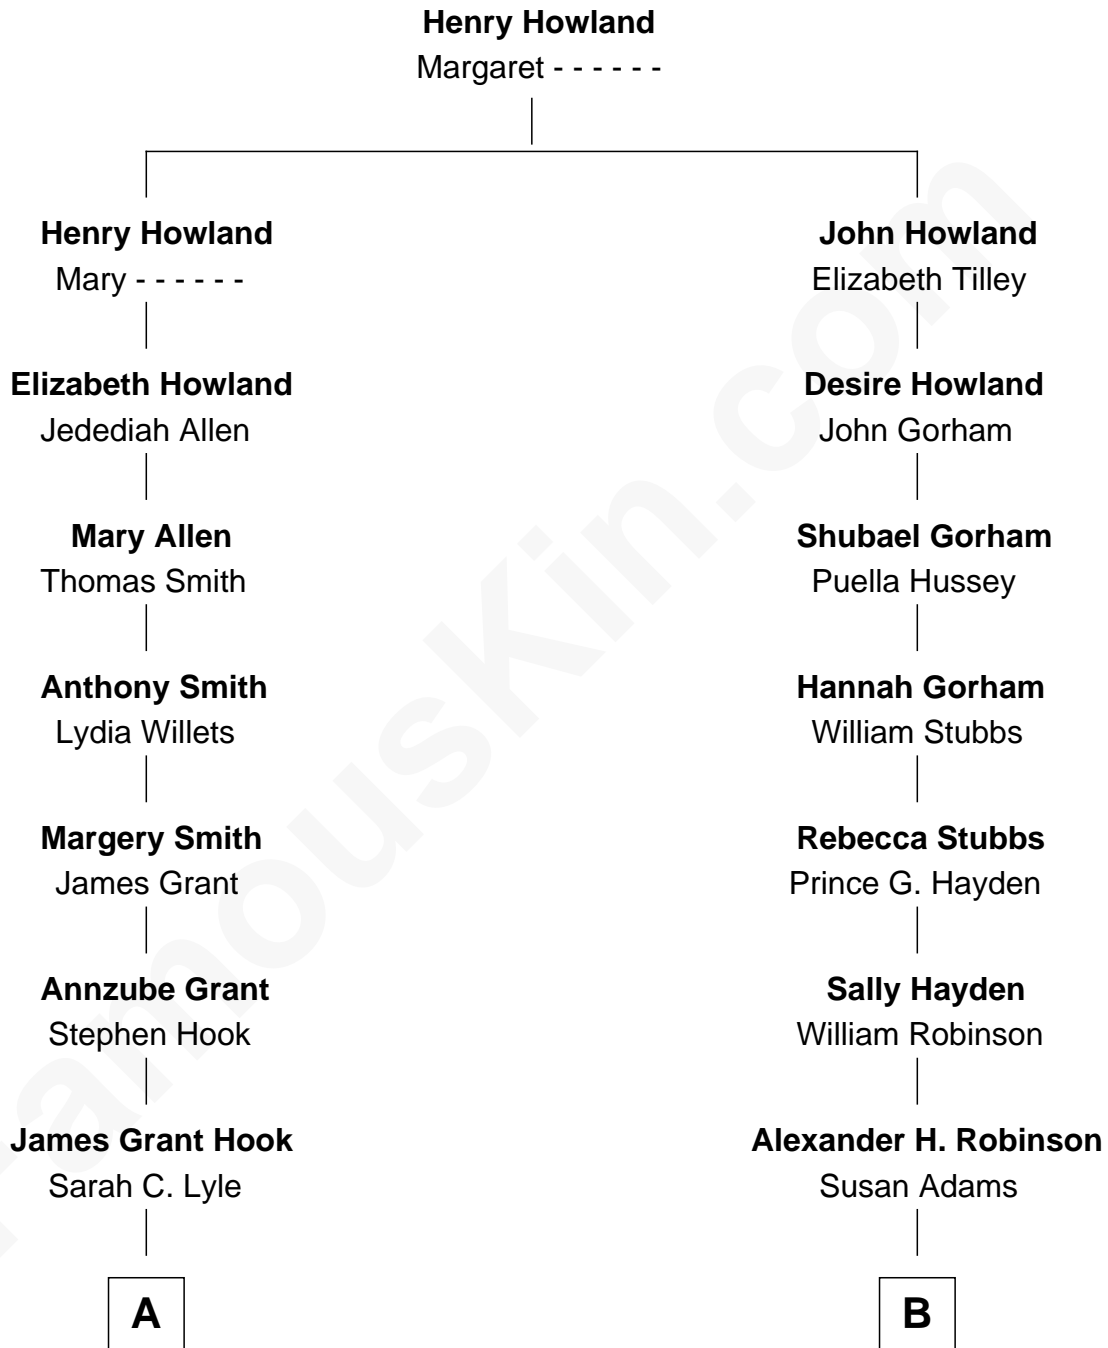 Henry Howland
Margaret - - - - - -
Henry Howland
Mary - - - - - -
Elizabeth Howland
Jedediah Allen
Mary Allen
Thomas Smith
Anthony Smith
Lydia Willets
Margery Smith
James Grant
Annzube Grant
Stephen Hook
James Grant Hook
Sarah C. Lyle
A
John Howland
Elizabeth Tilley
Desire Howland
John Gorham
Shubael Gorham
Puella Hussey
Hannah Gorham
William Stubbs
Rebecca Stubbs
Prince G. Hayden
Sally Hayden
William Robinson
Alexander H. Robinson
Susan Adams
B
FamousKin.com